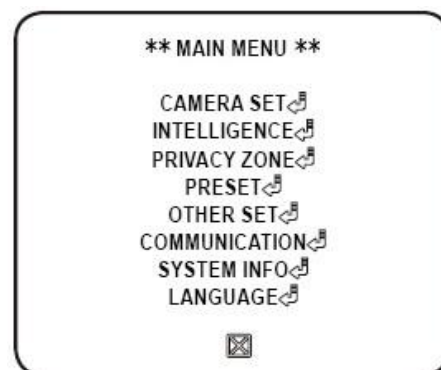 ** MAIN MENU **
CAMERA SET
INTELLIGENCE
PRIVACY ZONE
PRESET
OTHER SET
COMMUNICATION
SYSTEM INFO
LANGUAGE